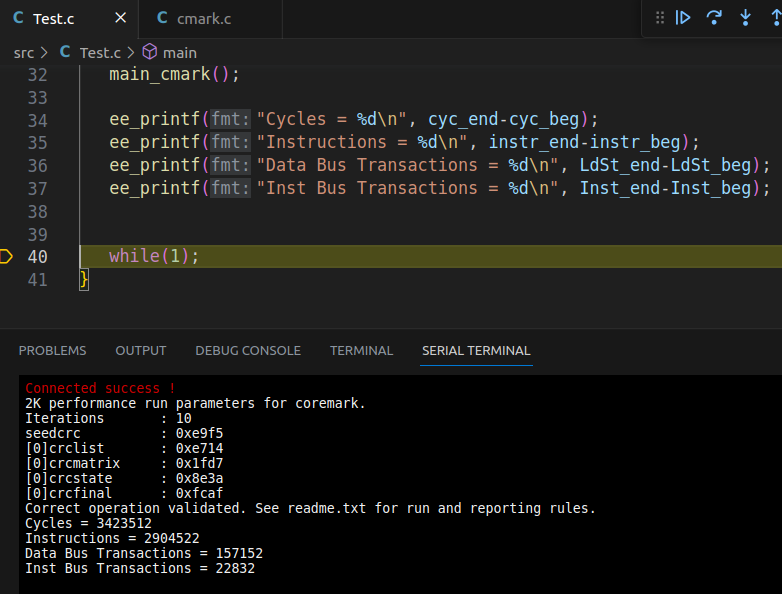 C Test.c × C cmark.c
src > C Test.c > main
32 main_cmark();
33
34 ee_printf(fmt: "Cycles = %d\n", cyc_end-cyc_beg);
35 ee_printf(fmt: "Instructions = %d\n", instr_end-instr_beg);
36 ee_printf(fmt: "Data Bus Transactions = %d\n", LdSt_end-LdSt_beg);
37 ee_printf(fmt: "Inst Bus Transactions = %d\n", Inst_end-Inst_beg);
38
39
40 while(1);
41 }
PROBLEMS OUTPUT DEBUG CONSOLE TERMINAL SERIAL TERMINAL
Connected success !
2K performance run parameters for coremark.
Iterations : 10
seedcrc : 0xe9f5
[0]crclist : 0xe714
[0]crcmatrix : 0x1fd7
[0]crcstate : 0x8e3a
[0]crcfinal : 0xfcaf
Correct operation validated. See readme.txt for run and reporting rules.
Cycles = 3423512
Instructions = 2904522
Data Bus Transactions = 157152
Inst Bus Transactions = 22832